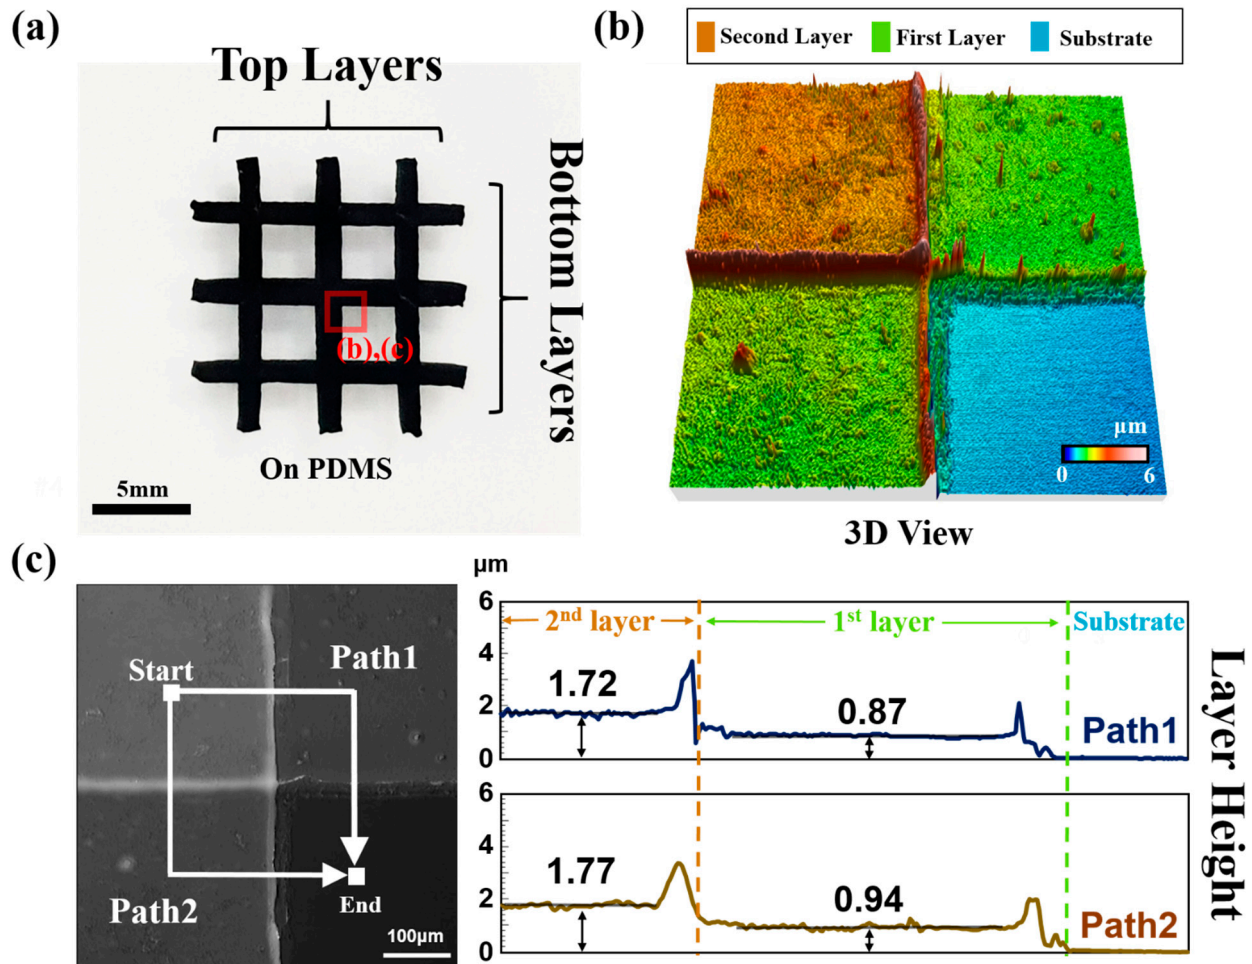 (a)
Top Layers
Bottom Layers
(b),(c)
On PDMS
5mm
(b)
Second Layer
First Layer
Substrate
µm
0
6
3D View
(c)
Start
Path1
Path2
End
100µm
µm
6
4
2
0
2nd layer
1st layer
Substrate
1.72
0.87
Path1
6
4
2
0
1.77
0.94
Path2
Layer Height